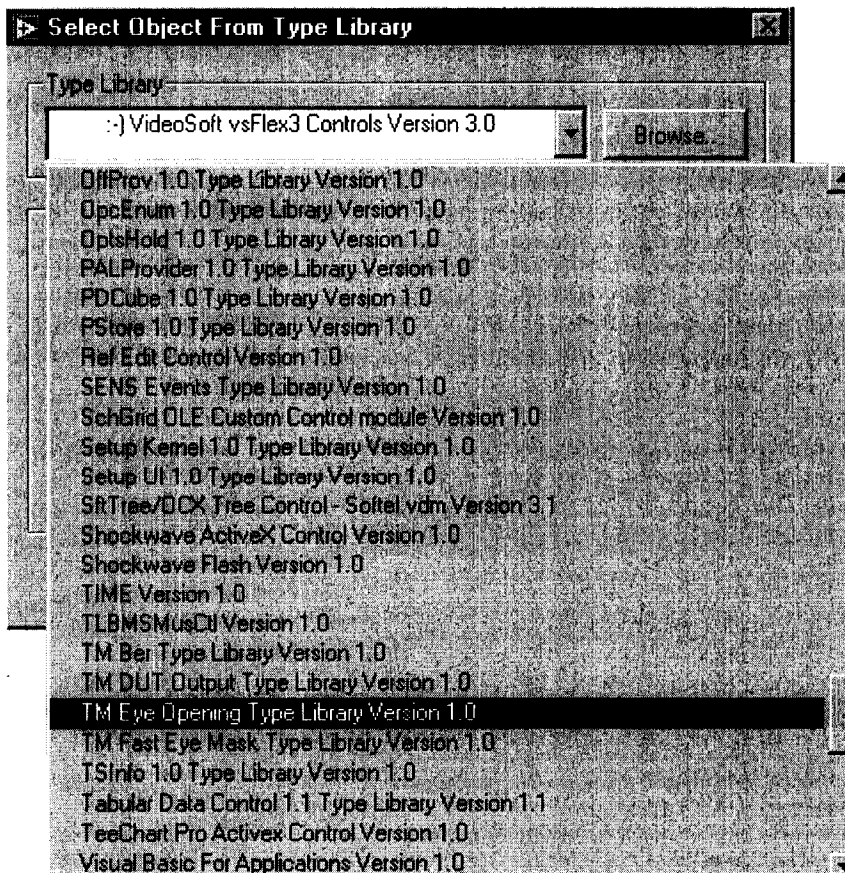 Select Object From Type Library
Type Library
:-) VideoSoft vsFlex3 Controls Version 3.0
Browse...
OffProv 1.0 Type Library Version 1.0
OpcEnum 1.0 Type Library Version 1.0
OptsHold 1.0 Type Library Version 1.0
PALProvider 1.0 Type Library Version 1.0
PDCube 1.0 Type Library Version 1.0
PStore 1.0 Type Library Version 1.0
Ref Edit Control Version 1.0
SENS Events Type Library Version 1.0
SchGrid OLE Custom Control module Version 1.0
Setup Kernel 1.0 Type Library Version 1.0
Setup UI 1.0 Type Library Version 1.0
SftTree/OCX Tree Control - Softel vdm Version 3.1
Shockwave ActiveX Control Version 1.0
Shockwave Flash Version 1.0
TIME Version 1.0
TLBMSMusCtl Version 1.0
TM Ber Type Library Version 1.0
TM DUT Output Type Library Version 1.0
TM Eye Opening Type Library Version 1.0
TM Fast Eye Mask Type Library Version 1.0
TSInfo 1.0 Type Library Version 1.0
Tabular Data Control 1.1 Type Library Version 1.1
TeeChart Pro Activex Control Version 1.0
Visual Basic For Applications Version 1.0